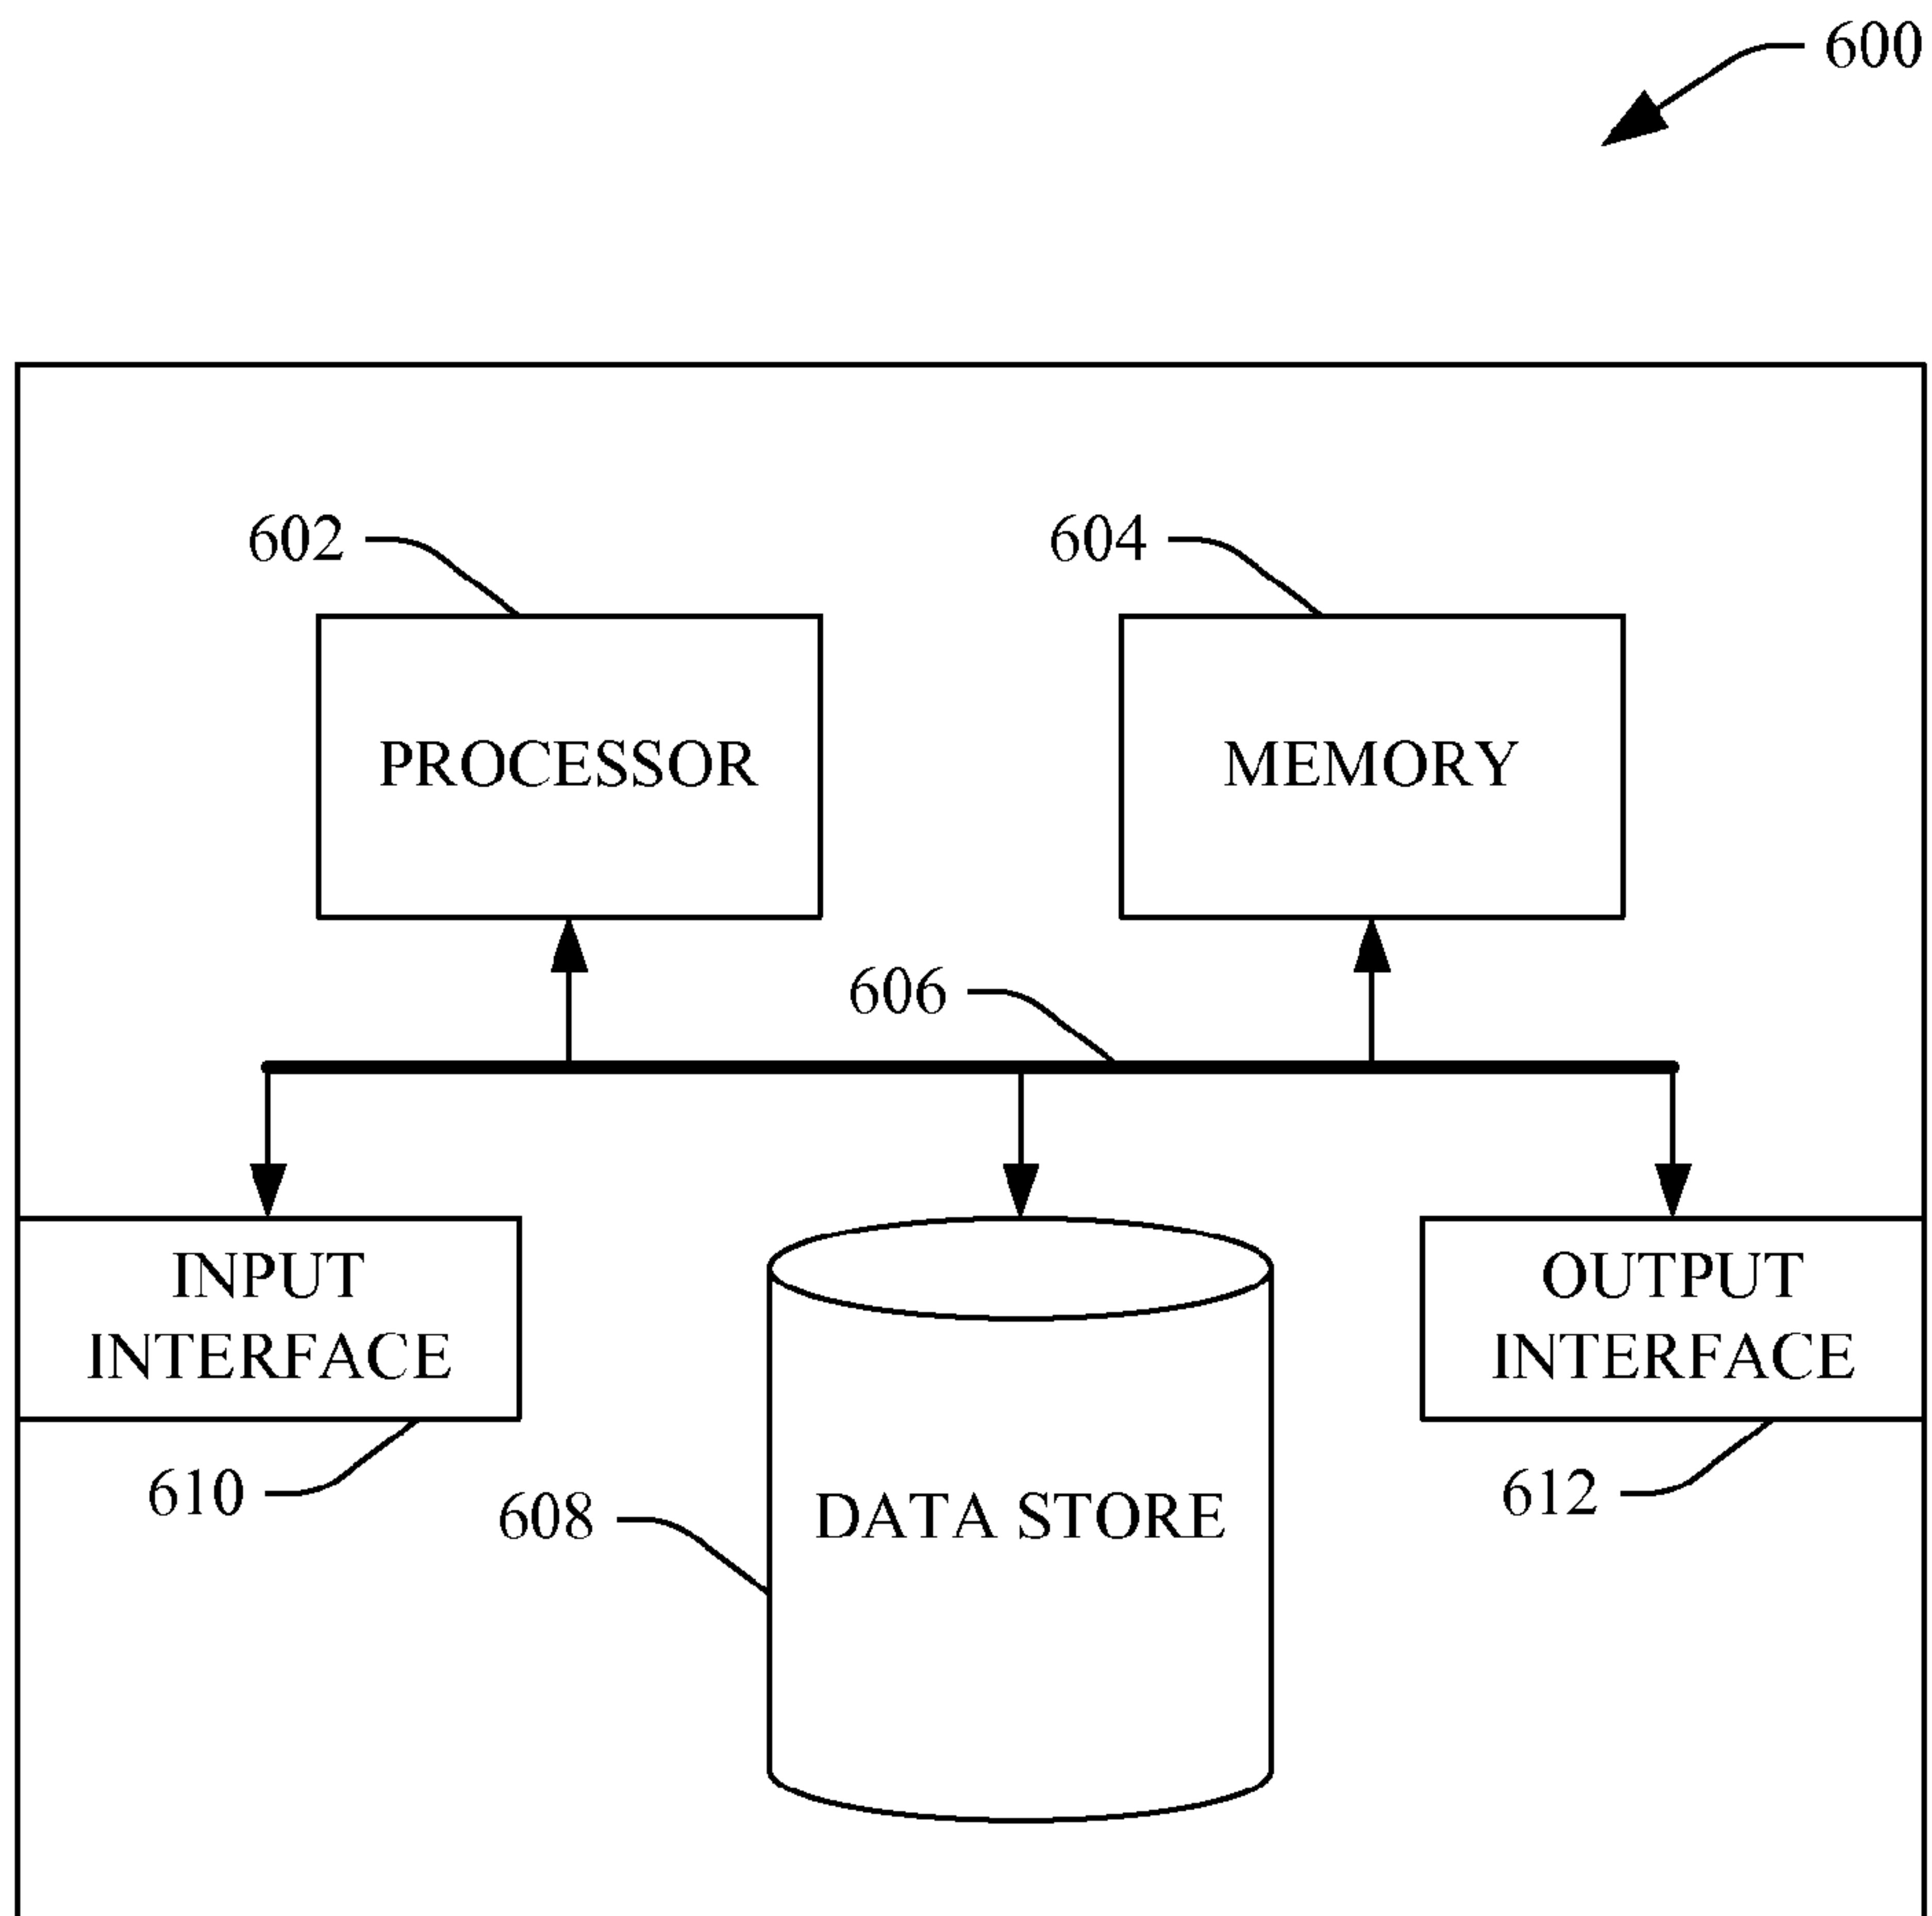 600
602
604
PROCESSOR
MEMORY
606
INPUT
INTERFACE
OUTPUT
INTERFACE
610
608
DATA STORE
612